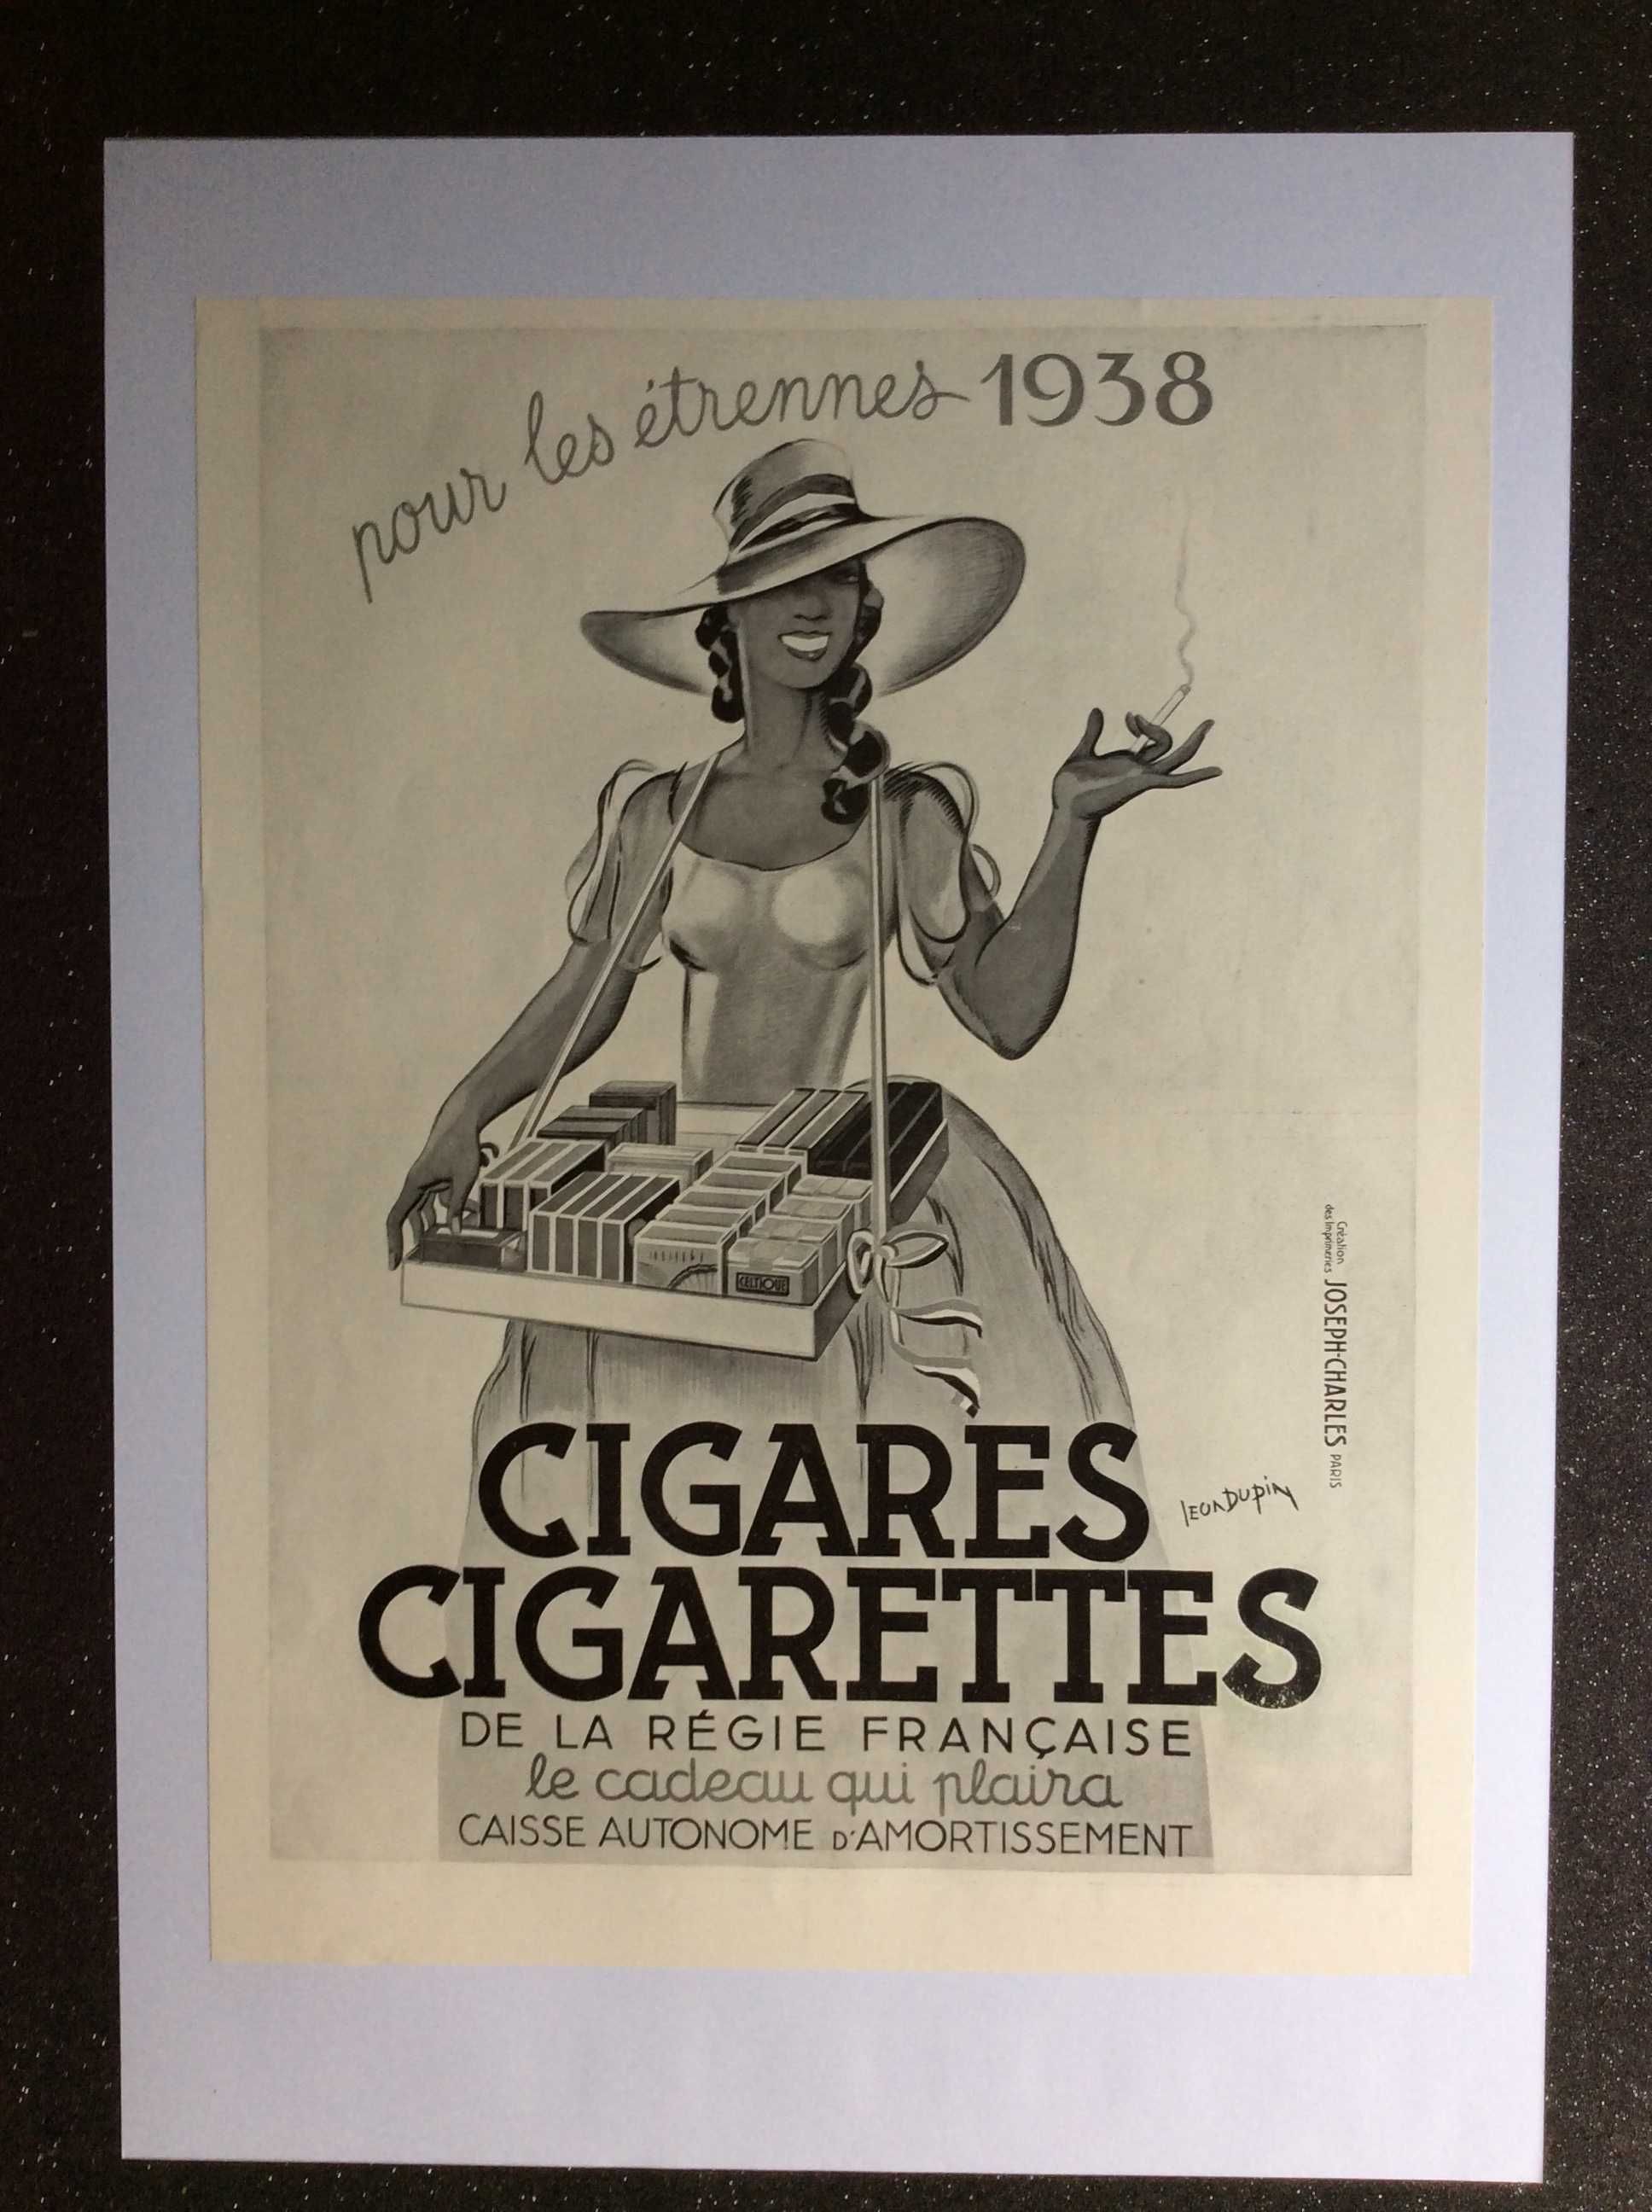 pour les étrennes 1938
CELTIQUE
Création
des Imprimeries JOSEPH-CHARLES PARIS
LEON DUPIN
CIGARES
CIGARETTES
DE LA RÉGIE FRANÇAISE
le cadeau qui plaira
CAISSE AUTONOME D'AMORTISSEMENT